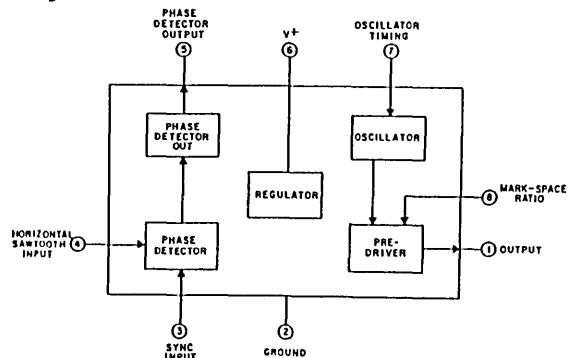 PHASE
DETECTOR
OUTPUT
5
V+
6
OSCILLATOR
TIMING
7
PHASE
DETECTOR
OUT
OSCILLATOR
REGULATOR
8
MARK-SPACE
RATIO
HORIZONTAL
SAWTOOTH
INPUT
4
PHASE
DETECTOR
PRE-
DRIVER
1
OUTPUT
3
SYNC
INPUT
2
GROUND